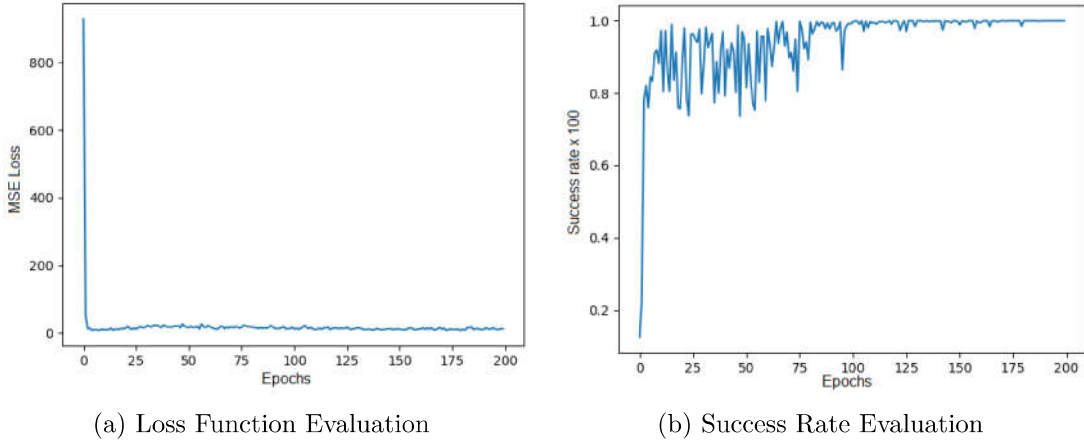 800
600
400
200
0
MSE Loss
0 25 50 75 100 125 150 175 200
Epochs
(a) Loss Function Evaluation
1.0
0.8
0.6
0.4
0.2
Success rate x 100
0 25 50 75 100 125 150 175 200
Epochs
(b) Success Rate Evaluation